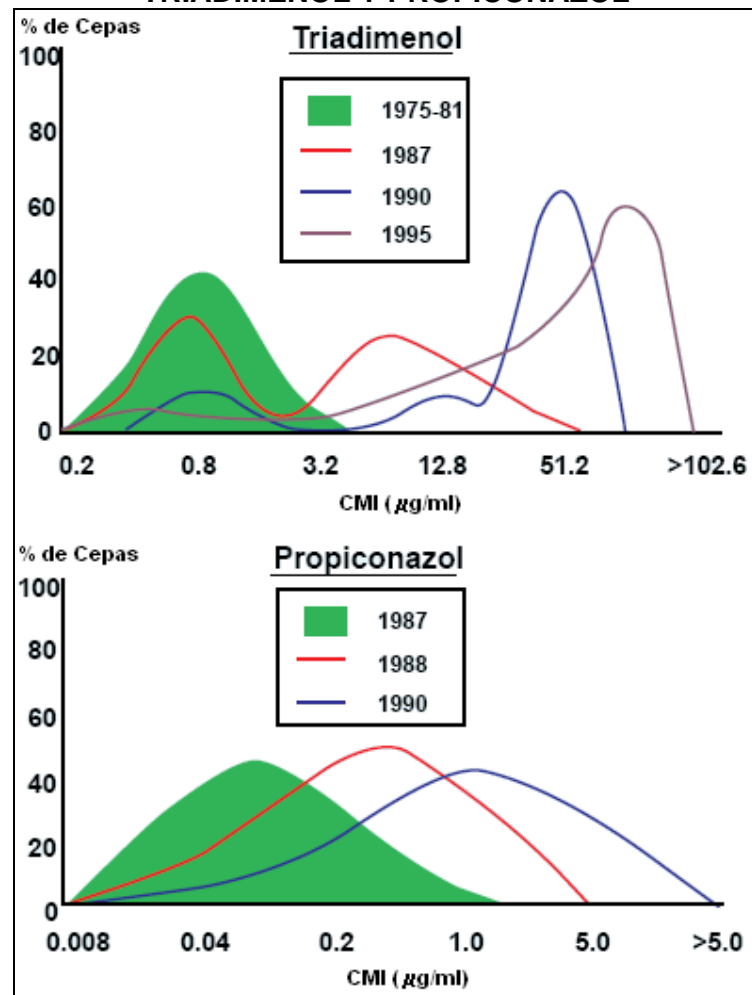 TRIADIMENOL Y PROPICONAZOL
% de Cepas
Triadimenol
100
80
60
40
20
0
1975-81
1987
1990
1995
0.2 0.8 3.2 12.8 51.2 >102.6
CMI (µg/ml)
% de Cepas
Propiconazol
100
80
60
40
20
0
1987
1988
1990
0.008 0.04 0.2 1.0 5.0 >5.0
CMI (µg/ml)